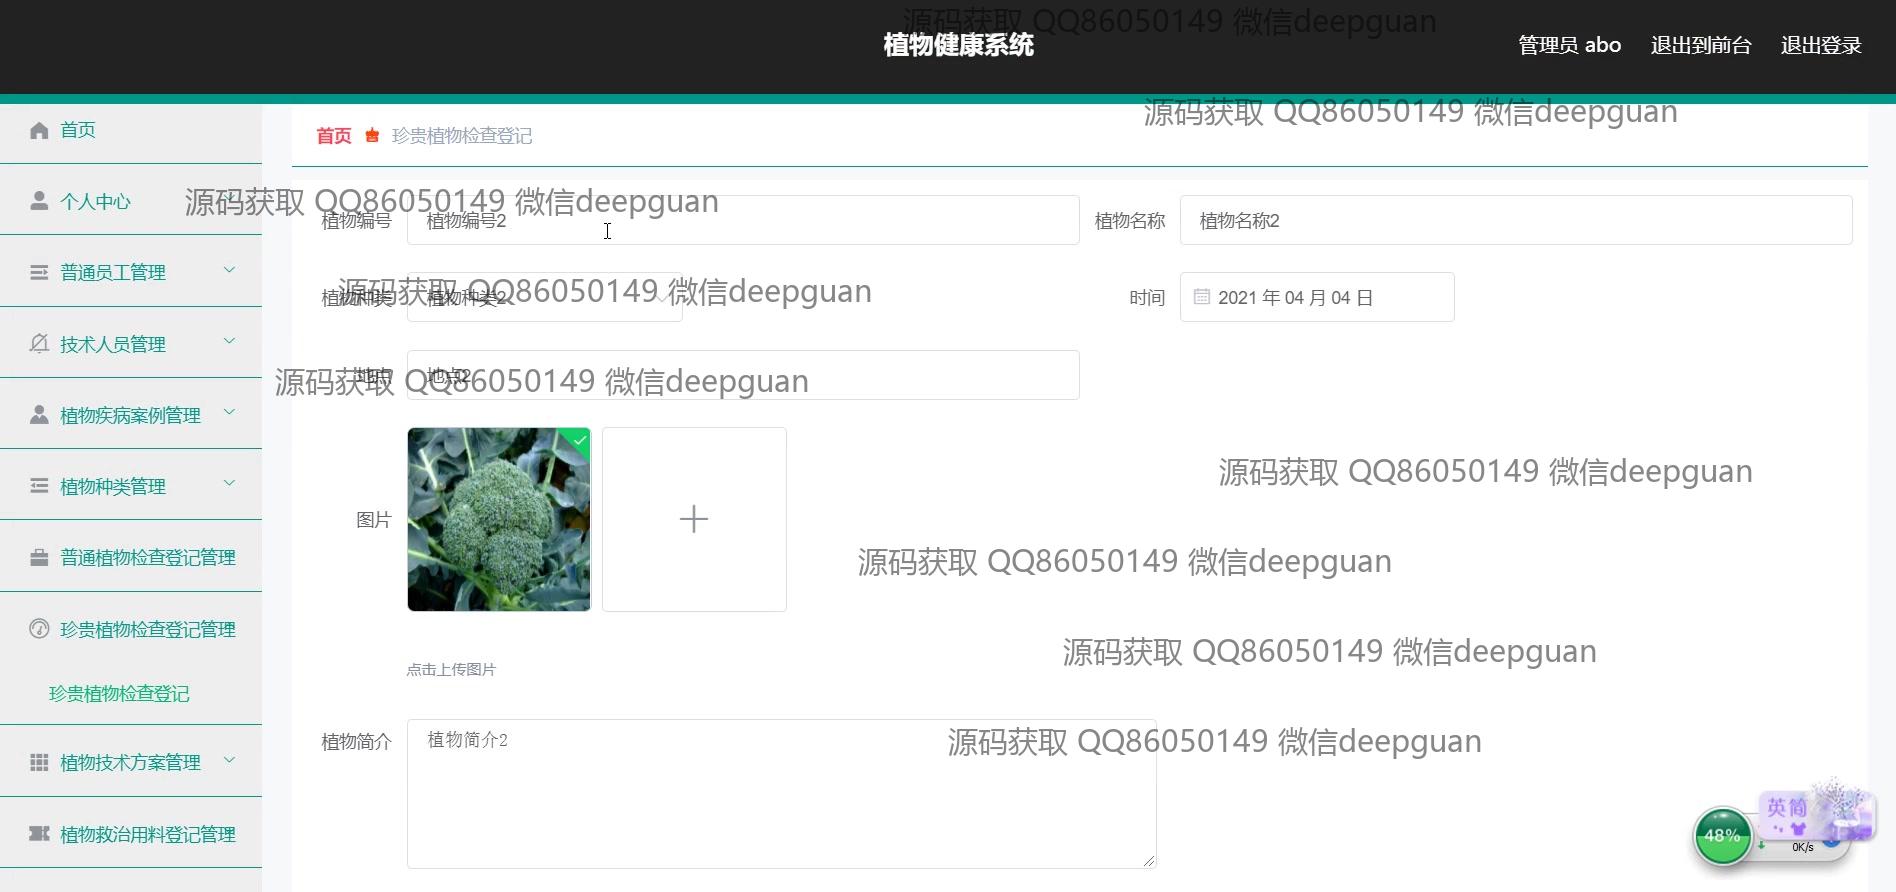 源码获取 QQ86050149 微信deepguan
植物健康系统
管理员 abo 退出到前台 退出登录
源码获取 QQ86050149 微信deepguan
首页
首页 珍贵植物检查登记
个人中心
源码获取 QQ86050149 微信deepguan
植物编号 植物编号2 植物名称 植物名称2
普通员工管理
源码获取 QQ86050149 微信deepguan
植物种类 植物种类2 时间 2021 年 04 月 04 日
技术人员管理
地点 地点2
源码获取 QQ86050149 微信deepguan
植物疾病案例管理
源码获取 QQ86050149 微信deepguan
植物种类管理
图片
普通植物检查登记管理
源码获取 QQ86050149 微信deepguan
珍贵植物检查登记管理
源码获取 QQ86050149 微信deepguan
点击上传图片
珍贵植物检查登记
植物简介 植物简介2
源码获取 QQ86050149 微信deepguan
植物技术方案管理
英简
植物救治用料登记管理
48%
0K/s